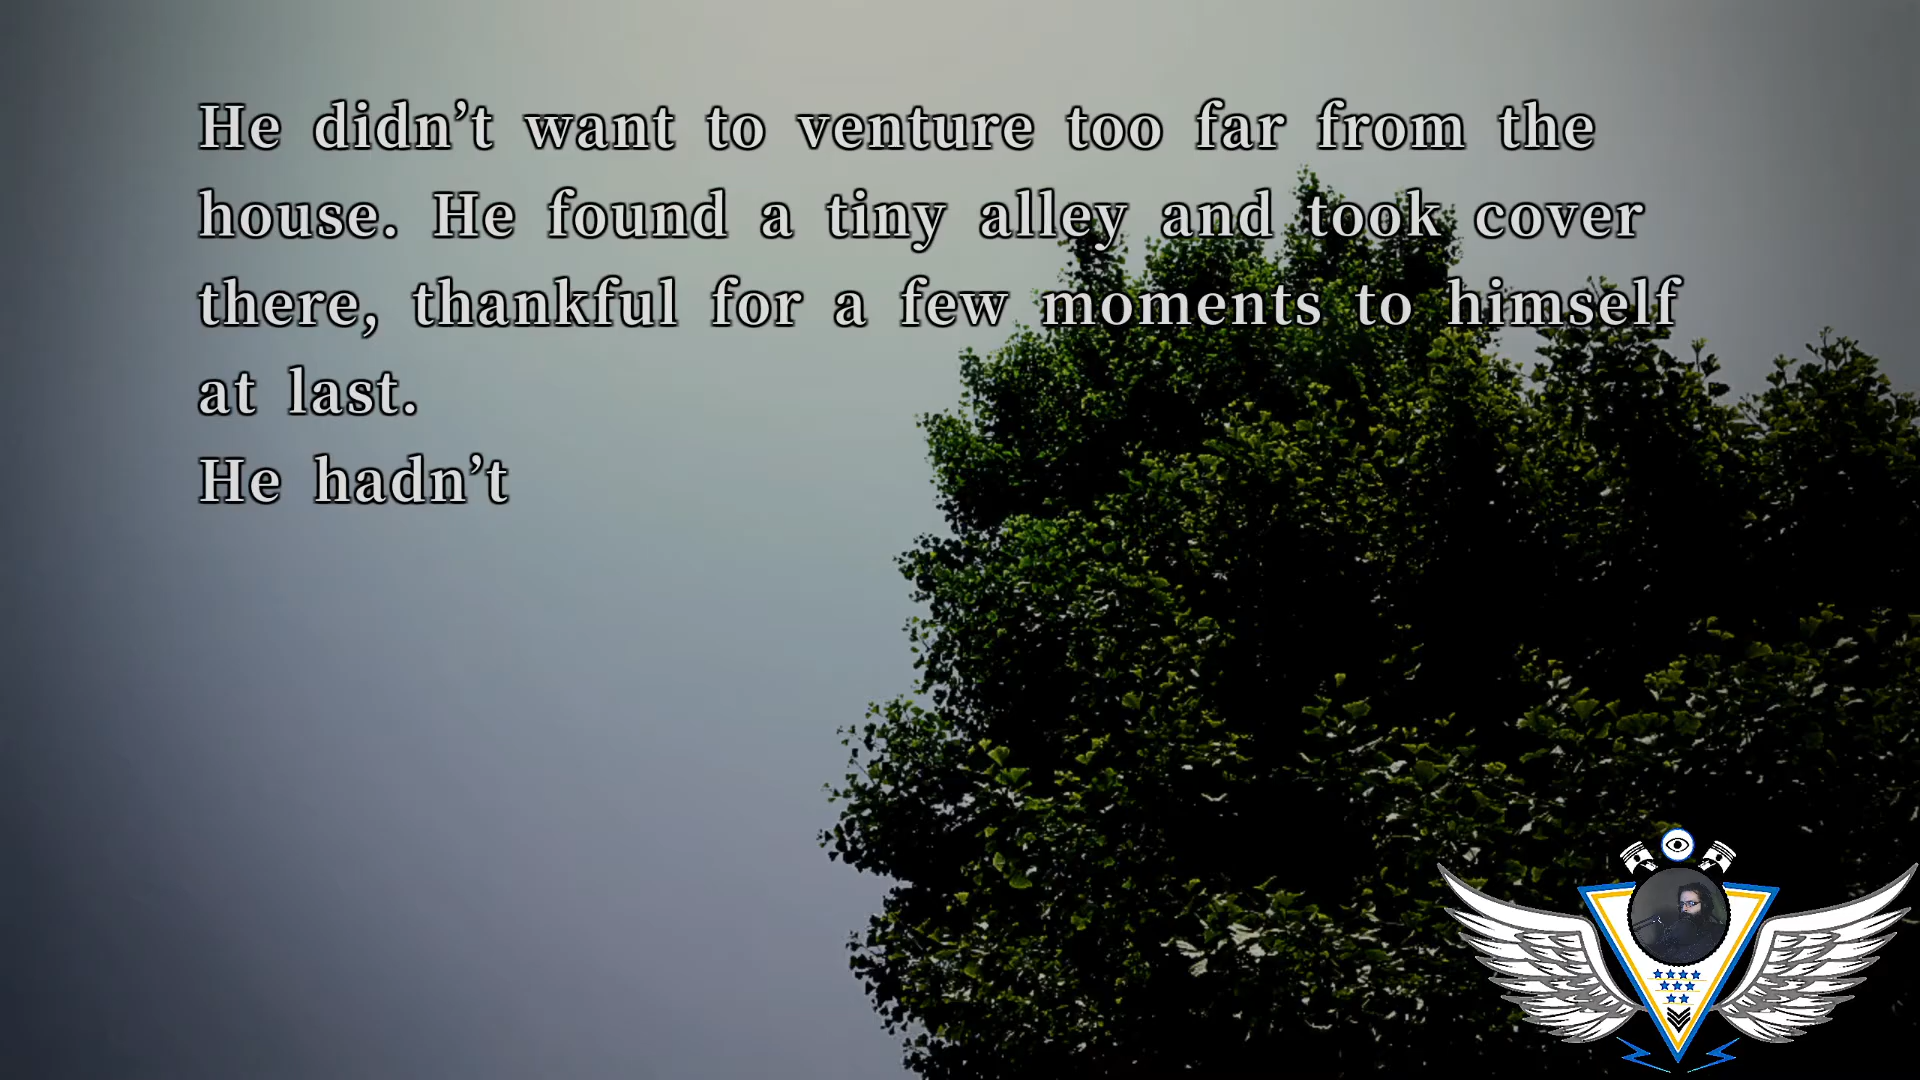 He didn’t want to venture too far from the
house. He found a tiny alley and took cover
there, thankful for a few moments to himself
at last.
He hadn’t